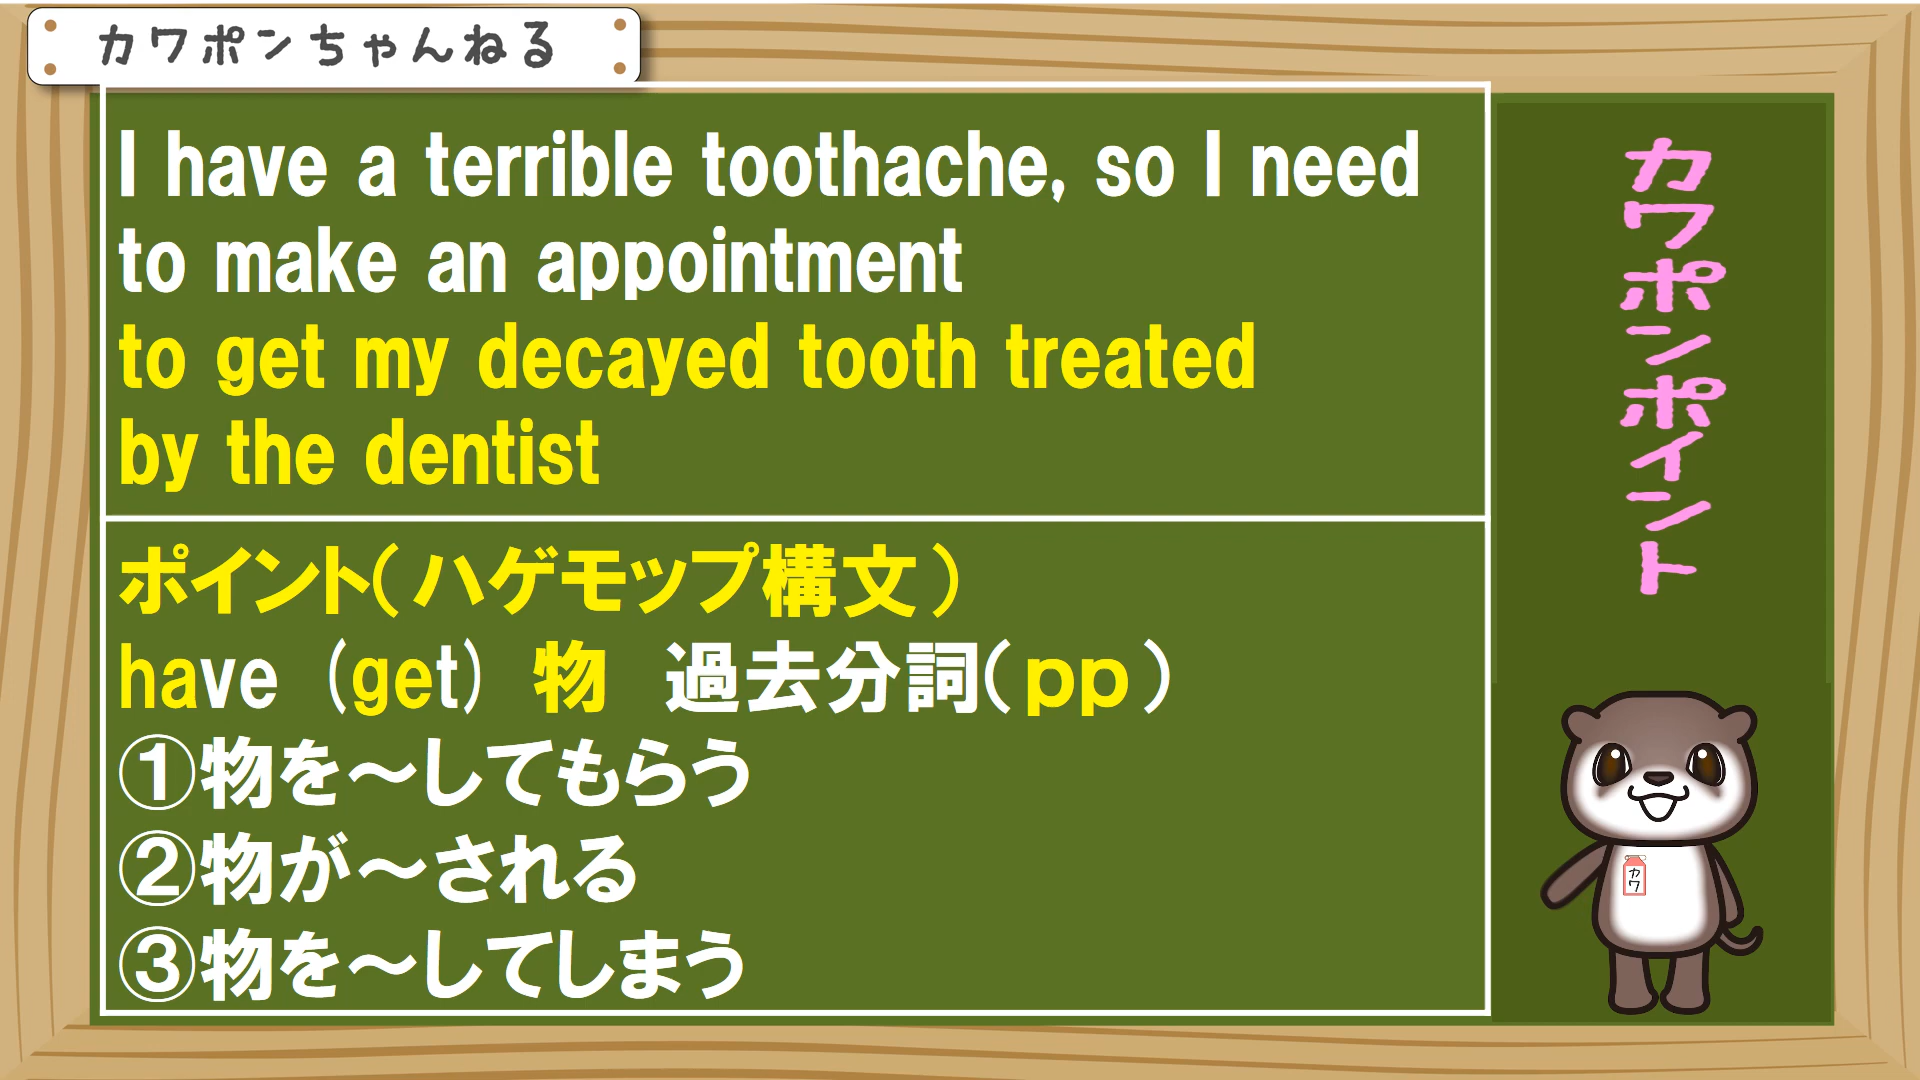 カワポンちゃんねる
I have a terrible toothache, so I need
to make an appointment
to get my decayed tooth treated
by the dentist
ポイント（ハゲモップ構文）
have (get) 物　過去分詞（pp）
①物を～してもらう
②物が～される
③物を～してしまう
カワポンポイント
カワ